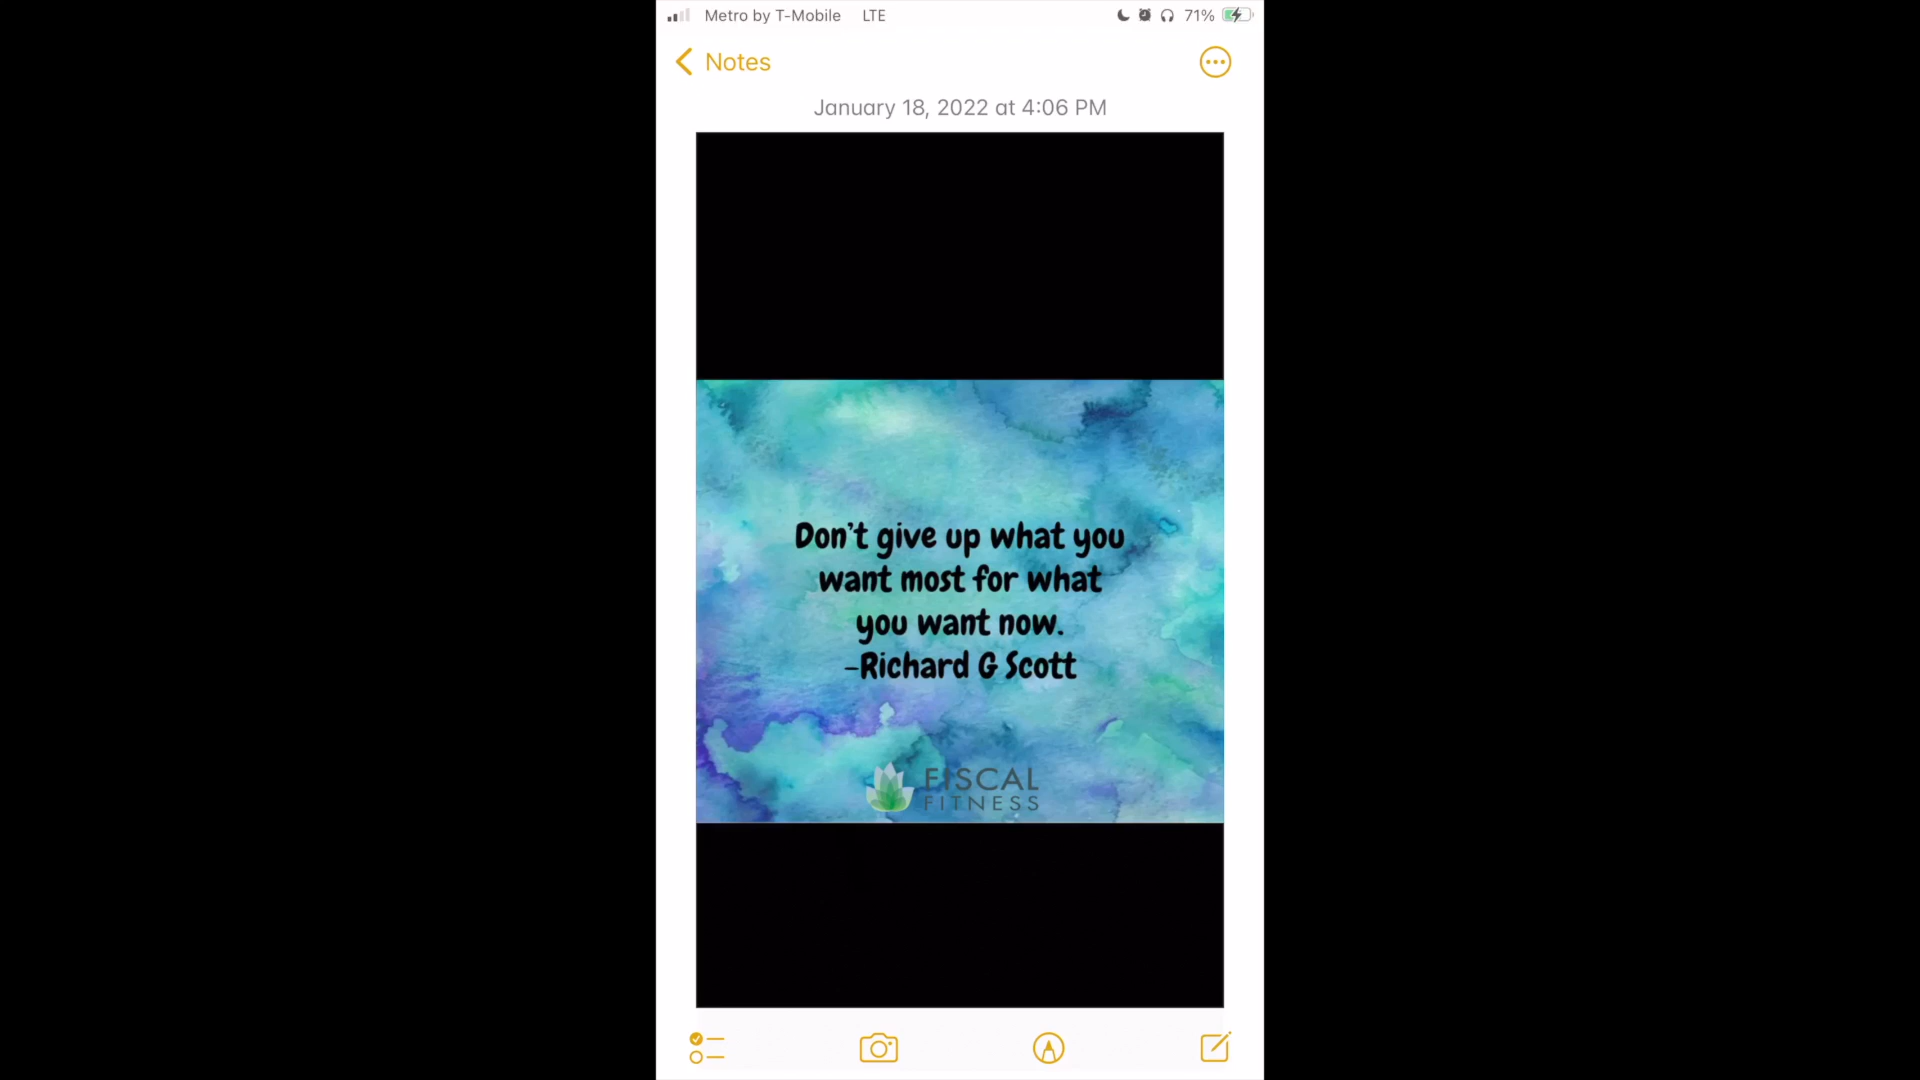 Metro by T-Mobile LTE 71%
Notes
January 18, 2022 at 4:06 PM
Don't give up what you
want most for what
you want now.
-Richard G Scott
FISCAL
FITNESS